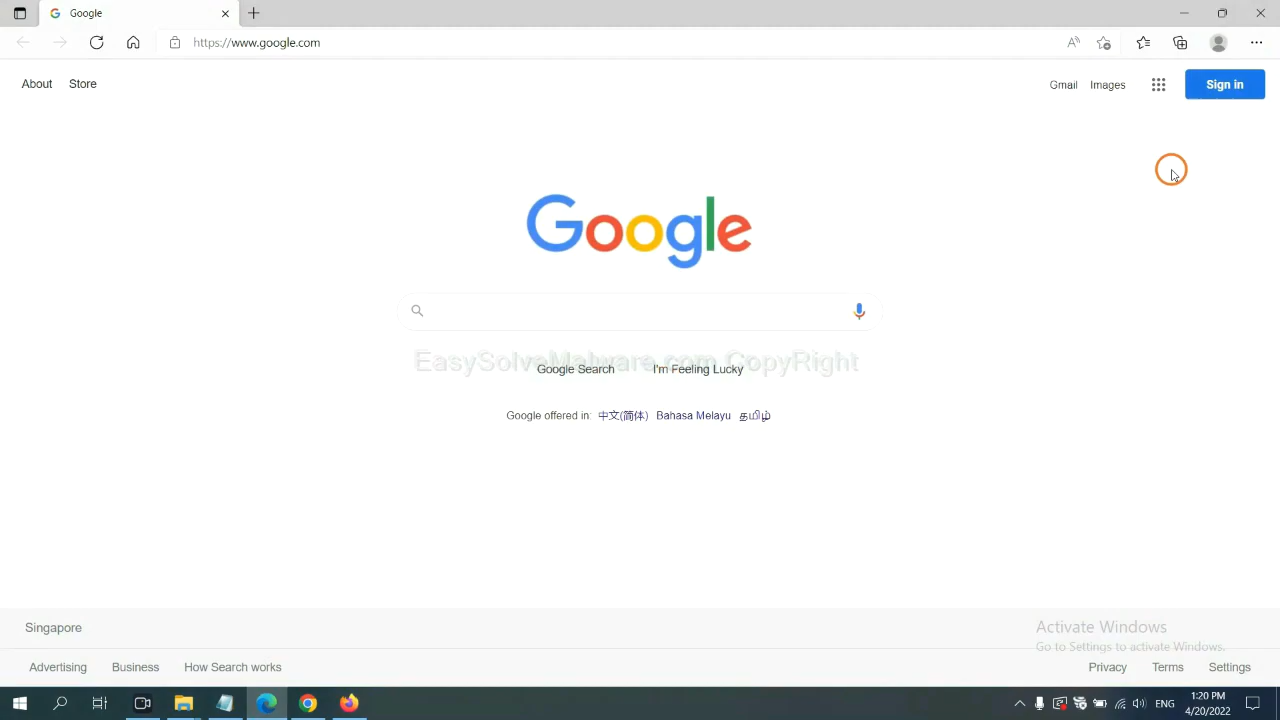 Google
https://www.google.com
About Store
Gmail Images Sign in
Google
EasySolveMalware.com CopyRight
Google Search I'm Feeling Lucky
Google offered in: 中文(简体) Bahasa Melayu தமிழ்
Singapore
Activate Windows
Go to Settings to activate Windows.
Advertising Business How Search works
Privacy Terms Settings
ENG
1:20 PM
4/20/2022